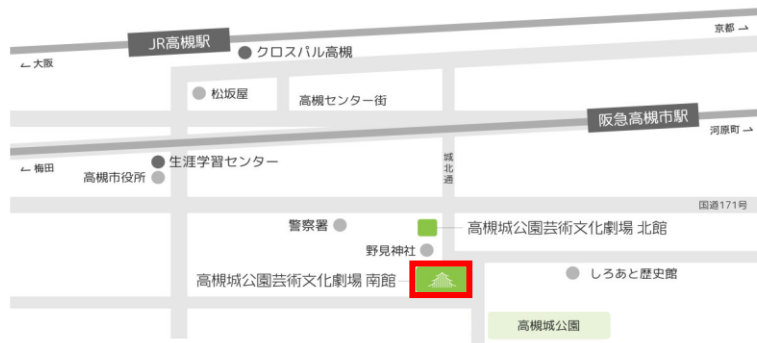 京都 →
JR高槻駅
クロスパル高槻
← 大阪
松坂屋
高槻センター街
阪急高槻市駅
河原町 →
生涯学習センター
← 梅田
高槻市役所
城北通
国道171号
警察署
高槻城公園芸術文化劇場 北館
野見神社
高槻城公園芸術文化劇場 南館
しろあと歴史館
高槻城公園